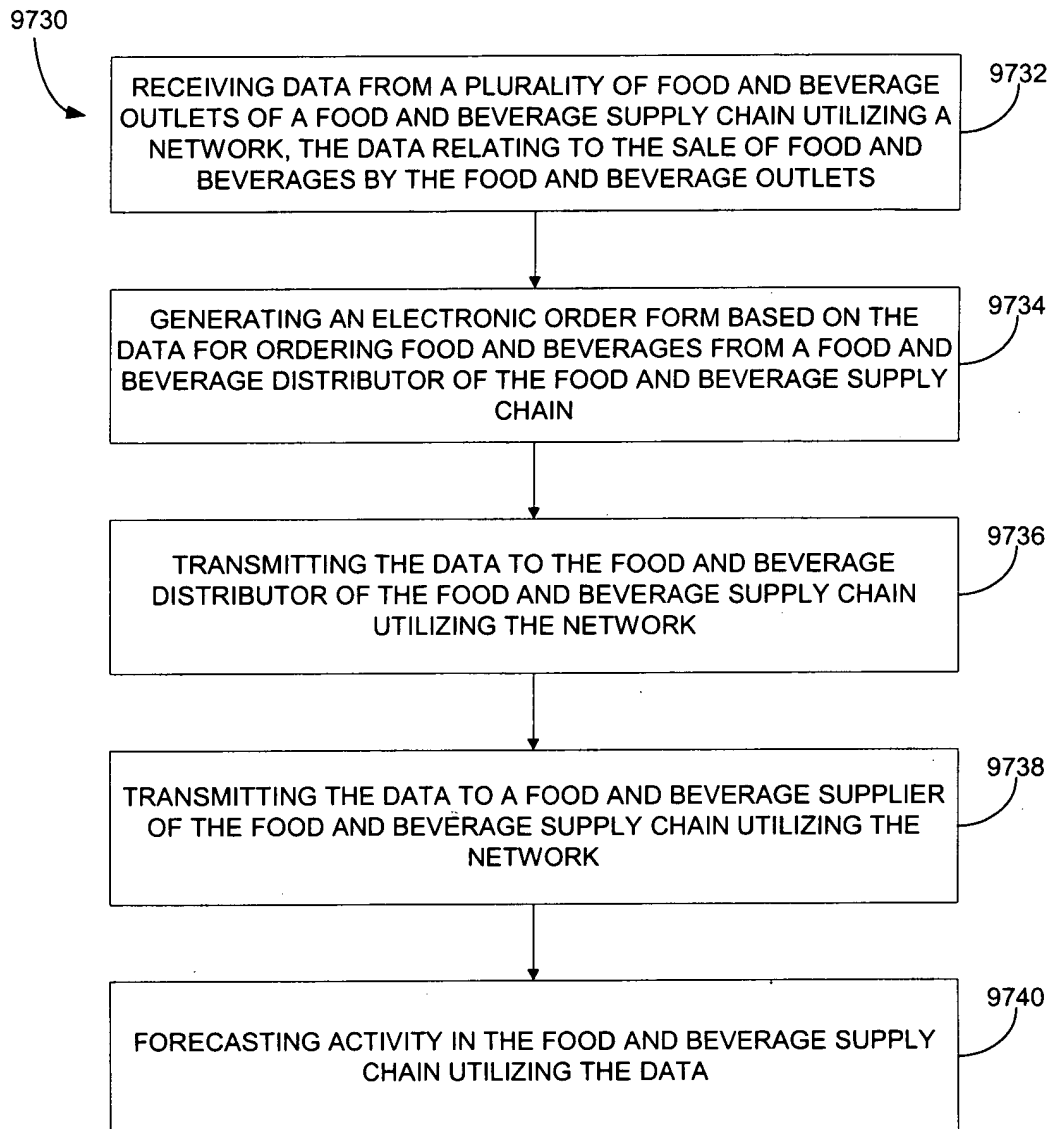 9730
RECEIVING DATA FROM A PLURALITY OF FOOD AND BEVERAGE
OUTLETS OF A FOOD AND BEVERAGE SUPPLY CHAIN UTILIZING A
NETWORK, THE DATA RELATING TO THE SALE OF FOOD AND
BEVERAGES BY THE FOOD AND BEVERAGE OUTLETS
9732
GENERATING AN ELECTRONIC ORDER FORM BASED ON THE
DATA FOR ORDERING FOOD AND BEVERAGES FROM A FOOD AND
BEVERAGE DISTRIBUTOR OF THE FOOD AND BEVERAGE SUPPLY
CHAIN
9734
TRANSMITTING THE DATA TO THE FOOD AND BEVERAGE
DISTRIBUTOR OF THE FOOD AND BEVERAGE SUPPLY CHAIN
UTILIZING THE NETWORK
9736
TRANSMITTING THE DATA TO A FOOD AND BEVERAGE SUPPLIER
OF THE FOOD AND BEVERAGE SUPPLY CHAIN UTILIZING THE
NETWORK
9738
FORECASTING ACTIVITY IN THE FOOD AND BEVERAGE SUPPLY
CHAIN UTILIZING THE DATA
9740